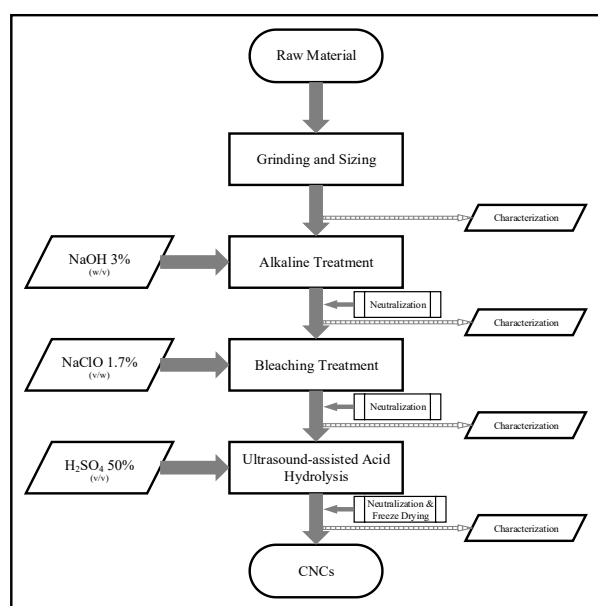 Raw Material
Grinding and Sizing
Characterization
NaOH 3%
(w/v)
Alkaline Treatment
Neutralization
Characterization
NaClO 1.7%
(v/w)
Bleaching Treatment
Neutralization
Characterization
H₂SO₄ 50%
(v/v)
Ultrasound-assisted Acid
Hydrolysis
Neutralization &
Freeze Drying
Characterization
CNCs